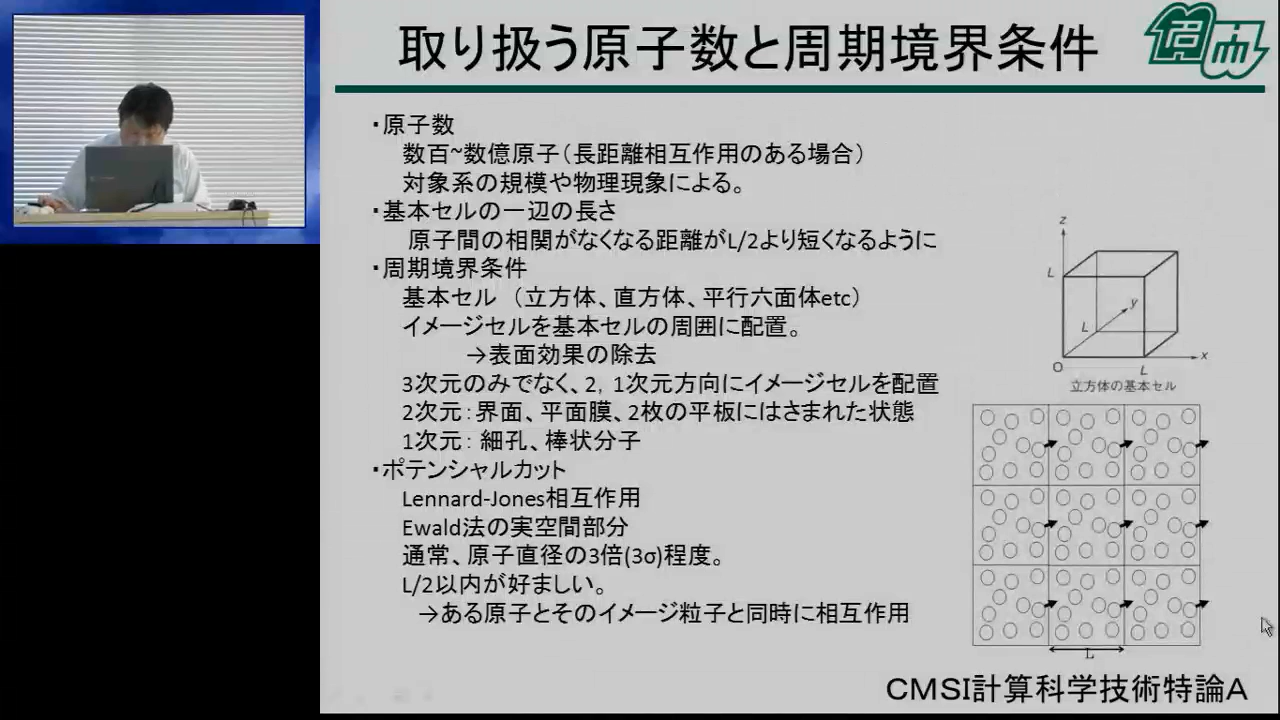 取り扱う原子数と周期境界条件
・原子数
数百~数億原子（長距離相互作用のある場合）
対象系の規模や物理現象による。
・基本セルの一辺の長さ
原子間の相関がなくなる距離がL/2より短くなるように
・周期境界条件
基本セル （立方体、直方体、平行六面体etc）
イメージセルを基本セルの周囲に配置。
→表面効果の除去
3次元のみでなく、2，1次元方向にイメージセルを配置
2次元：界面、平面膜、2枚の平板にはさまれた状態
1次元： 細孔、棒状分子
・ポテンシャルカット
Lennard-Jones相互作用
Ewald法の実空間部分
通常、原子直径の3倍(3σ)程度。
L/2以内が好ましい。
→ある原子とそのイメージ粒子と同時に相互作用
z
L
y
L
O
L
x
立方体の基本セル
L
CMSI計算科学技術特論A